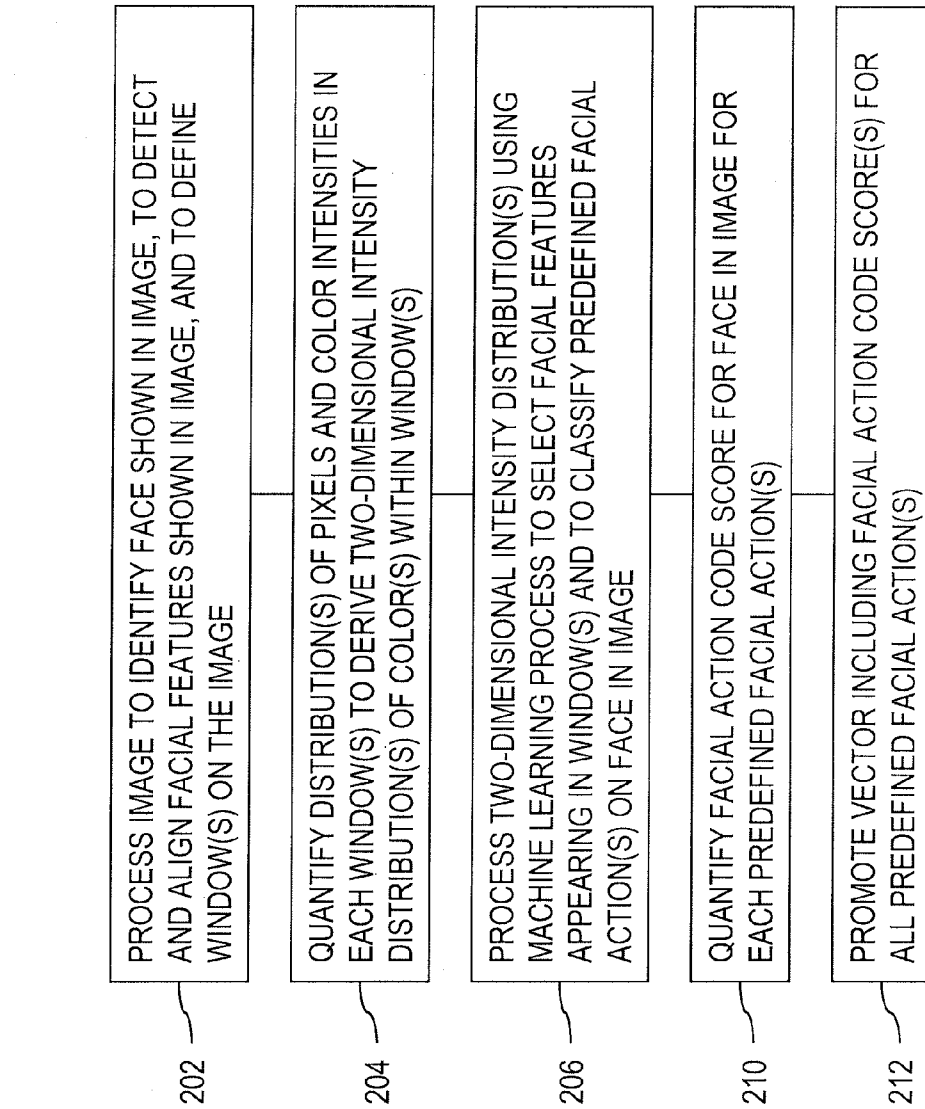 PROCESS IMAGE TO IDENTIFY FACE SHOWN IN IMAGE, TO DETECT
AND ALIGN FACIAL FEATURES SHOWN IN IMAGE, AND TO DEFINE
WINDOW(S) ON THE IMAGE
202
QUANTIFY DISTRIBUTION(S) OF PIXELS AND COLOR INTENSITIES IN
EACH WINDOW(S) TO DERIVE TWO-DIMENSIONAL INTENSITY
DISTRIBUTION(S) OF COLOR(S) WITHIN WINDOW(S)
204
PROCESS TWO-DIMENSIONAL INTENSITY DISTRIBUTION(S) USING
MACHINE LEARNING PROCESS TO SELECT FACIAL FEATURES
APPEARING IN WINDOW(S) AND TO CLASSIFY PREDEFINED FACIAL
ACTION(S) ON FACE IN IMAGE
206
QUANTIFY FACIAL ACTION CODE SCORE FOR FACE IN IMAGE FOR
EACH PREDEFINED FACIAL ACTION(S)
210
PROMOTE VECTOR INCLUDING FACIAL ACTION CODE SCORE(S) FOR
ALL PREDEFINED FACIAL ACTION(S)
212